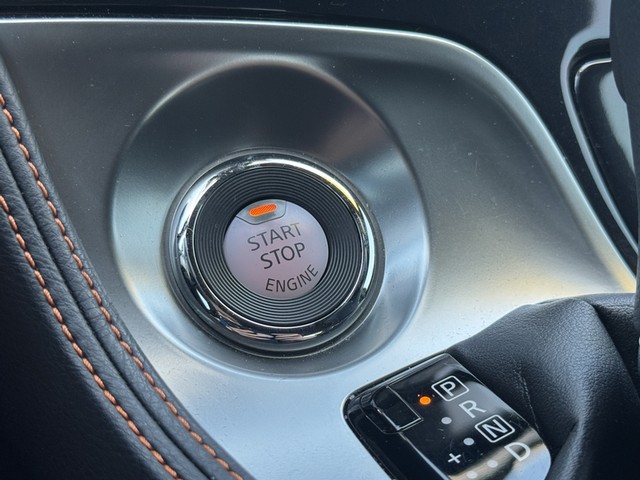 START
STOP
ENGINE
P
R
N
+ D